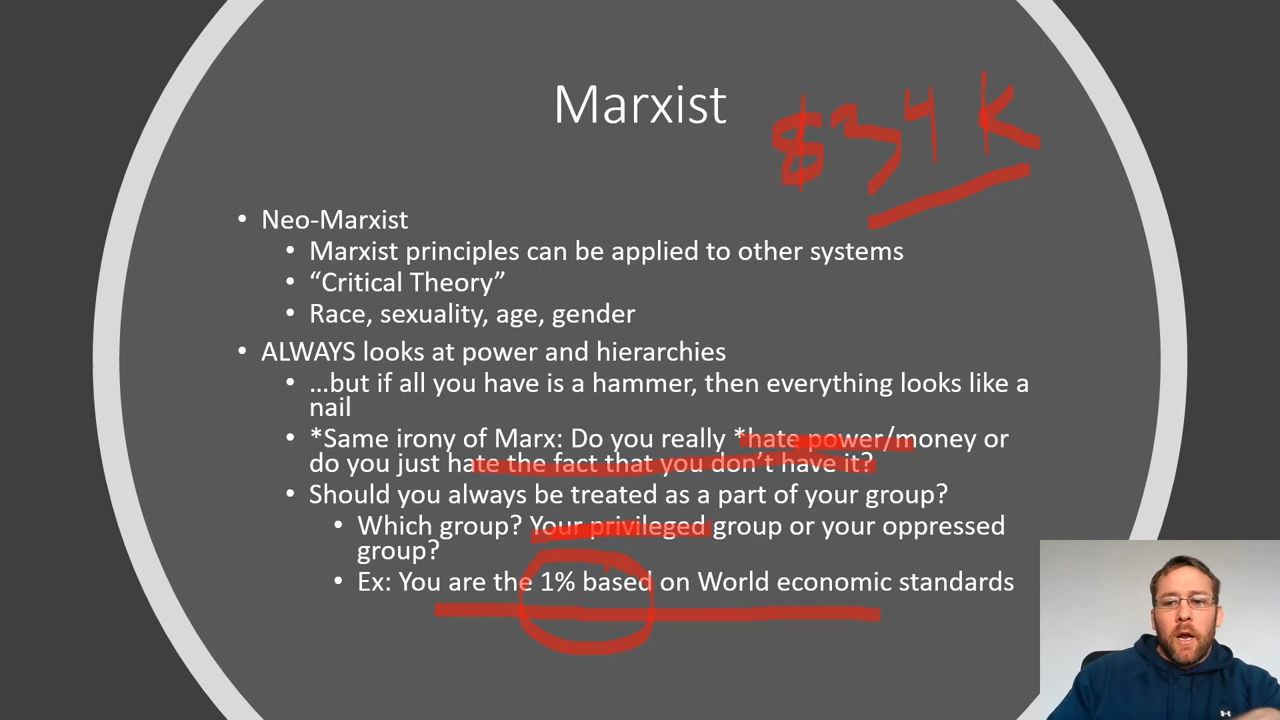 Marxist
$34K
• Neo-Marxist
• Marxist principles can be applied to other systems
• “Critical Theory”
• Race, sexuality, age, gender
• ALWAYS looks at power and hierarchies
• …but if all you have is a hammer, then everything looks like a
nail
• *Same irony of Marx: Do you really *hate power/money or
do you just hate the fact that you don’t have it?
• Should you always be treated as a part of your group?
• Which group? Your privileged group or your oppressed
group?
• Ex: You are the 1% based on World economic standards